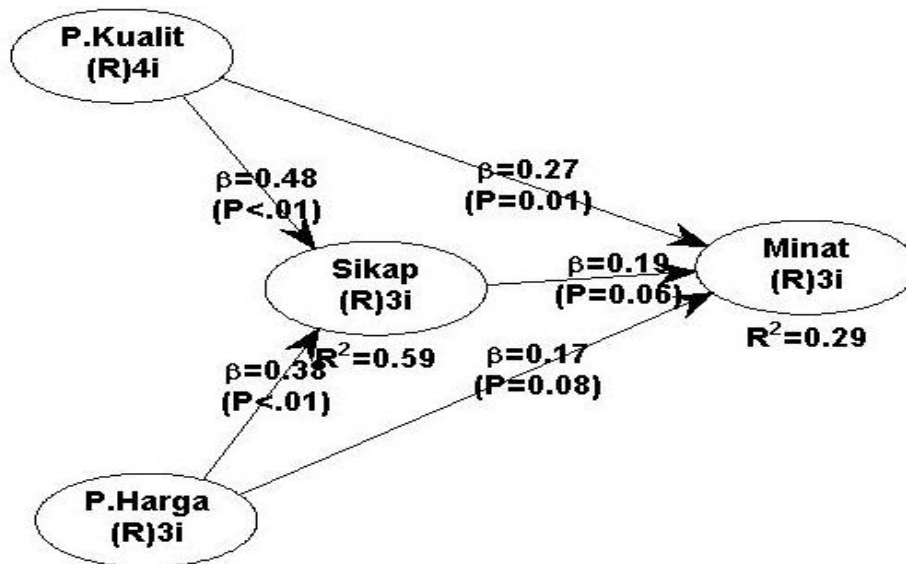 P.Kualit
(R)4i
β=0.48
(P<.01)
β=0.27
(P=0.01)
Sikap
(R)3i
R²=0.59
β=0.19
(P=0.06)
Minat
(R)3i
R²=0.29
β=0.38
(P<.01)
β=0.17
(P=0.08)
P.Harga
(R)3i